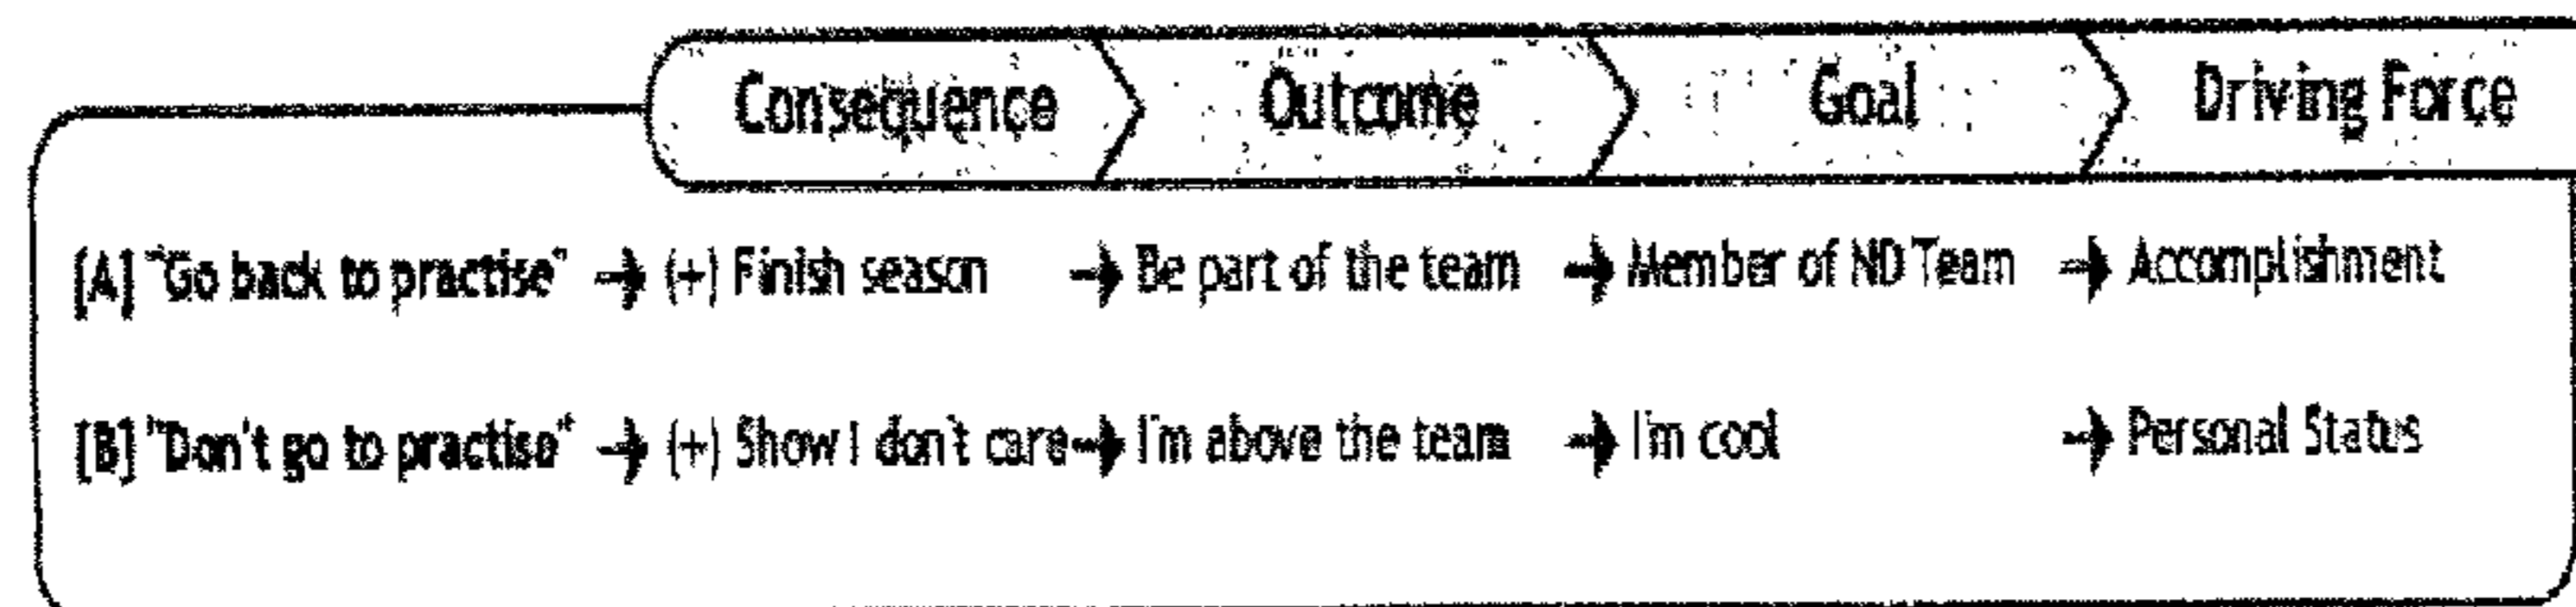 Consequence Outcome Goal Driving Force
[A] "Go back to practise" → (+) Finish season → Be part of the team → Member of ND Team → Accomplishment
[B] "Don't go to practise" → (+) Show I don't care → I'm above the team → I'm cool → Personal Status